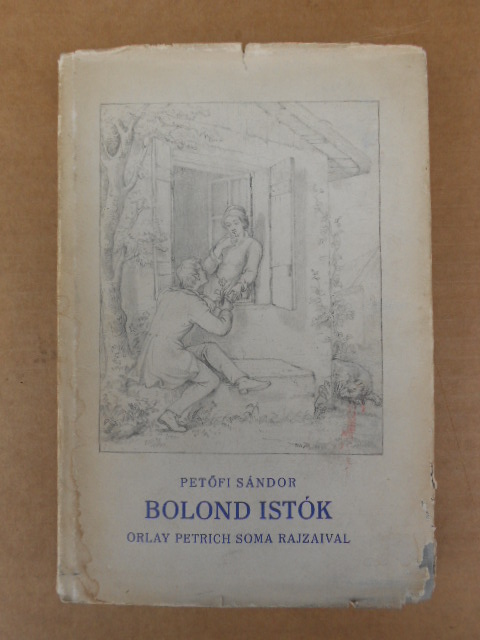 PETŐFI SÁNDOR
BOLOND ISTÓK
ORLAY PETRICH SOMA RAJZAIVAL